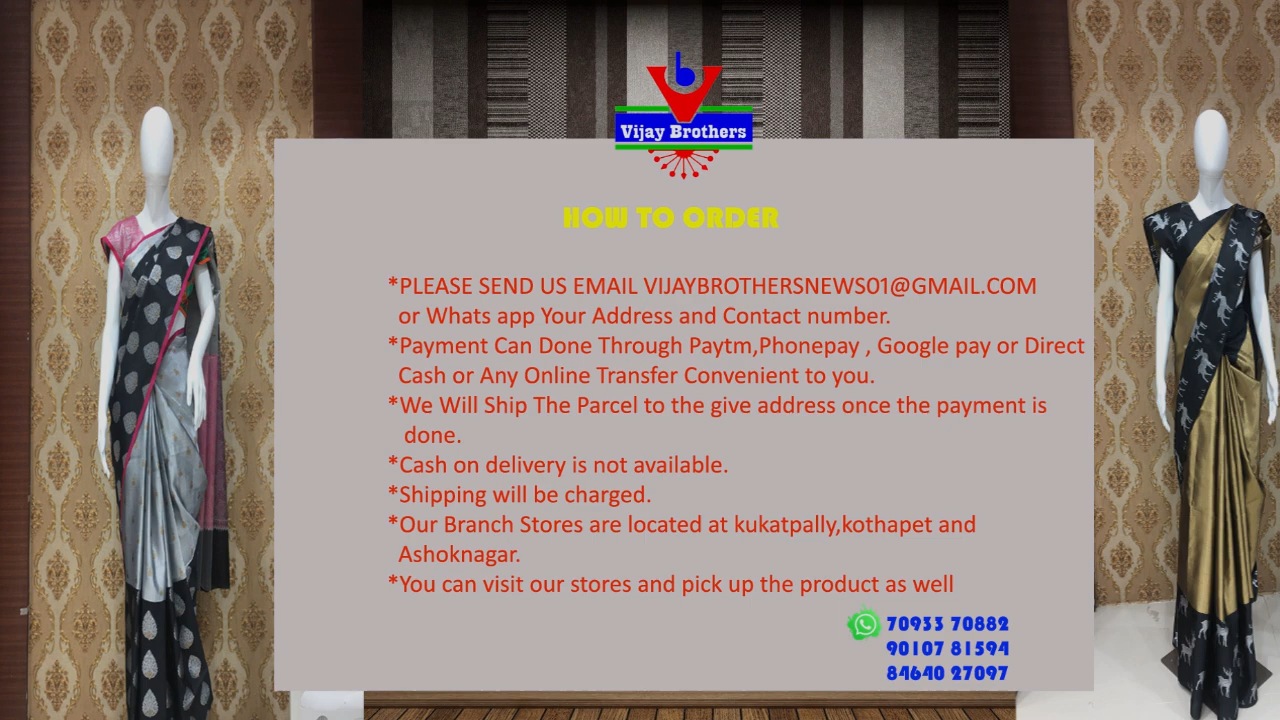 Vijay Brothers
HOW TO ORDER
*PLEASE SEND US EMAIL VIJAYBROTHERSNEWS01@GMAIL.COM
or Whats app Your Address and Contact number.
*Payment Can Done Through Paytm,Phonepay , Google pay or Direct
Cash or Any Online Transfer Convenient to you.
*We Will Ship The Parcel to the give address once the payment is
done.
*Cash on delivery is not available.
*Shipping will be charged.
*Our Branch Stores are located at kukatpally,kothapet and
Ashoknagar.
*You can visit our stores and pick up the product as well
70933 70882
90107 81594
84640 27097